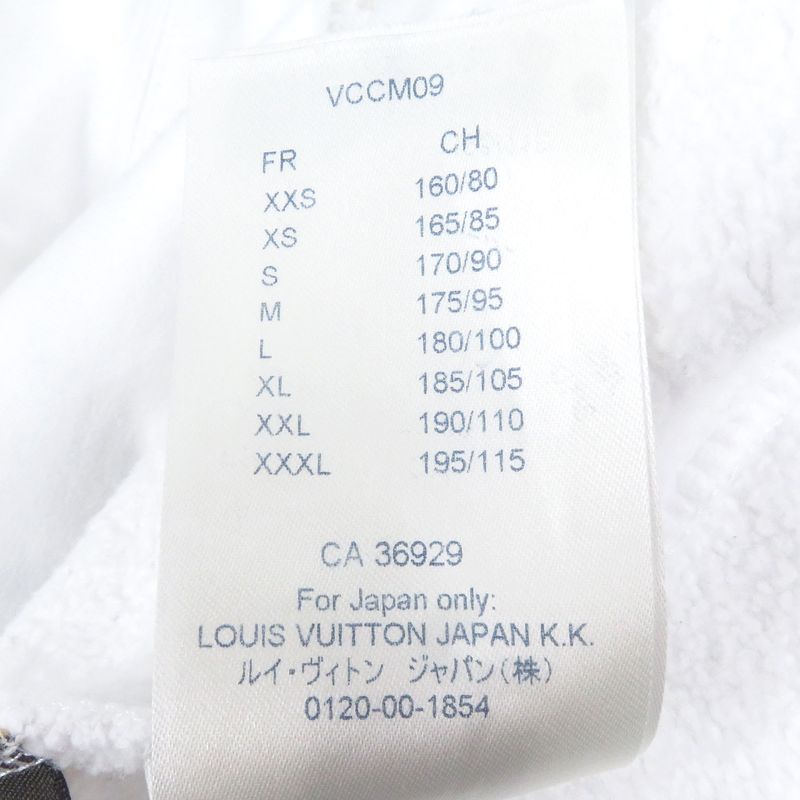 VCCM09
FR CH
XXS 160/80
XS 165/85
S 170/90
M 175/95
L 180/100
XL 185/105
XXL 190/110
XXXL 195/115
CA 36929
For Japan only:
LOUIS VUITTON JAPAN K.K.
ルイ・ヴィトン ジャパン(株)
0120-00-1854